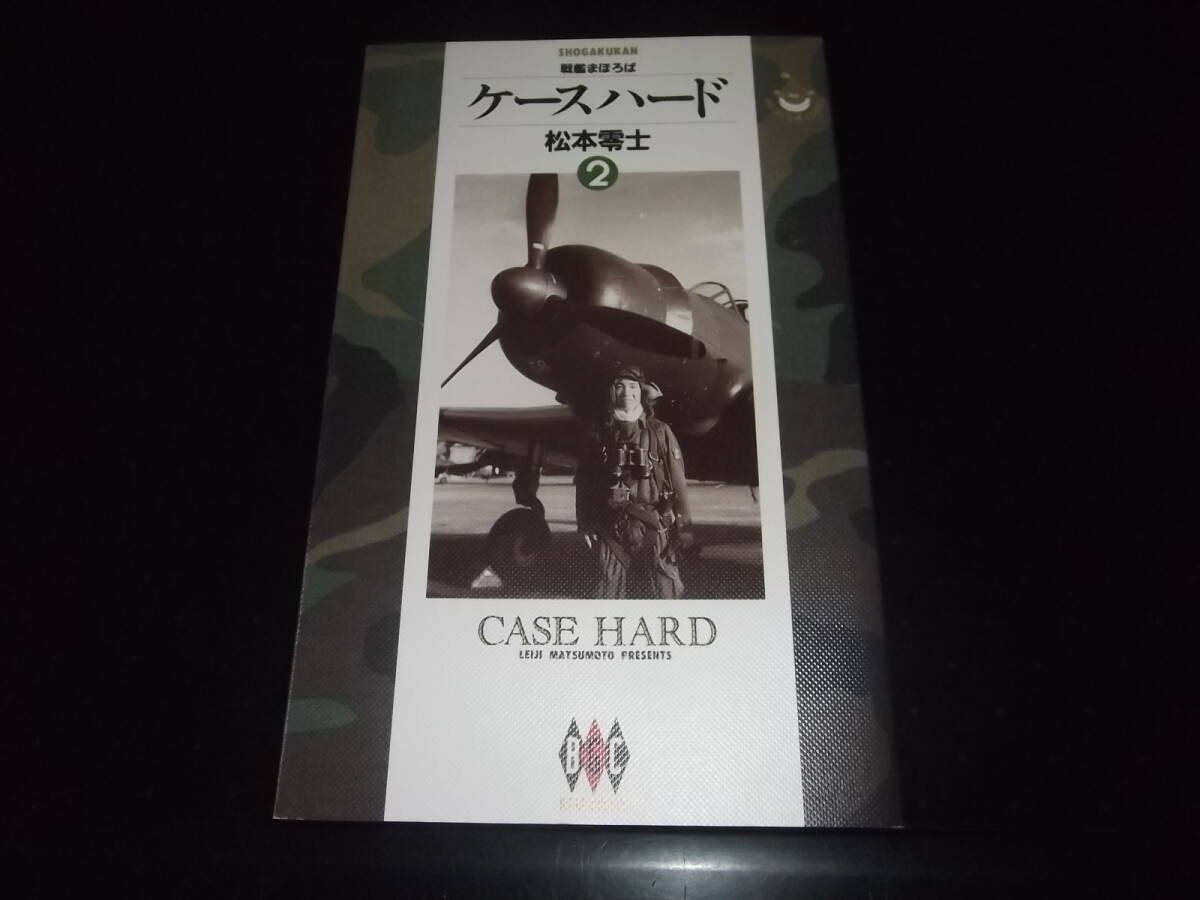 SHOGAKUKAN
戦艦まほろば
ケースハード
松本零士
2
CASE HARD
LEIJI MATSUMOTO PRESENTS
BGC